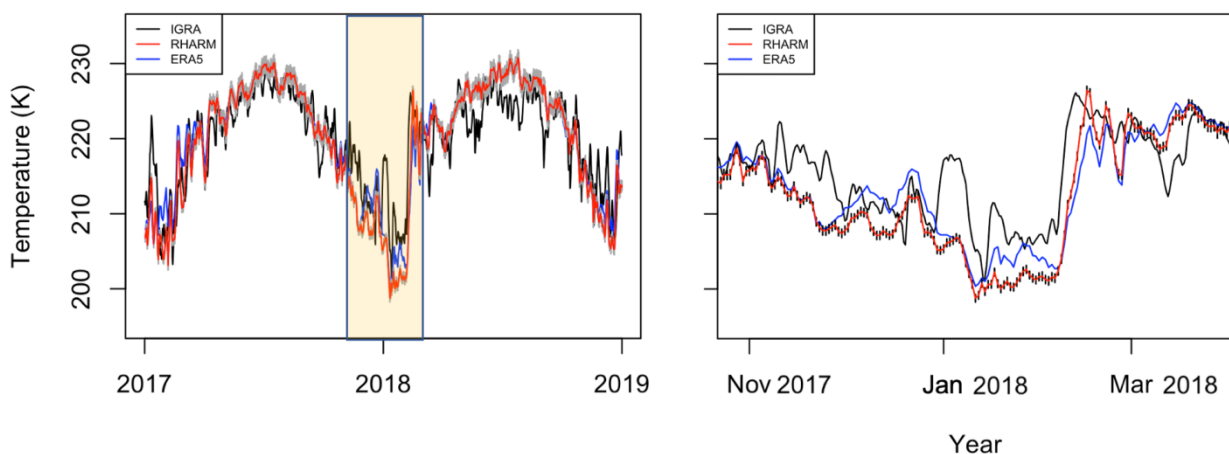 IGRA
RHARM
ERA5
Temperature (K)
230
220
210
200
2017
2018
2019
IGRA
RHARM
ERA5
Nov 2017
Jan 2018
Mar 2018
Year